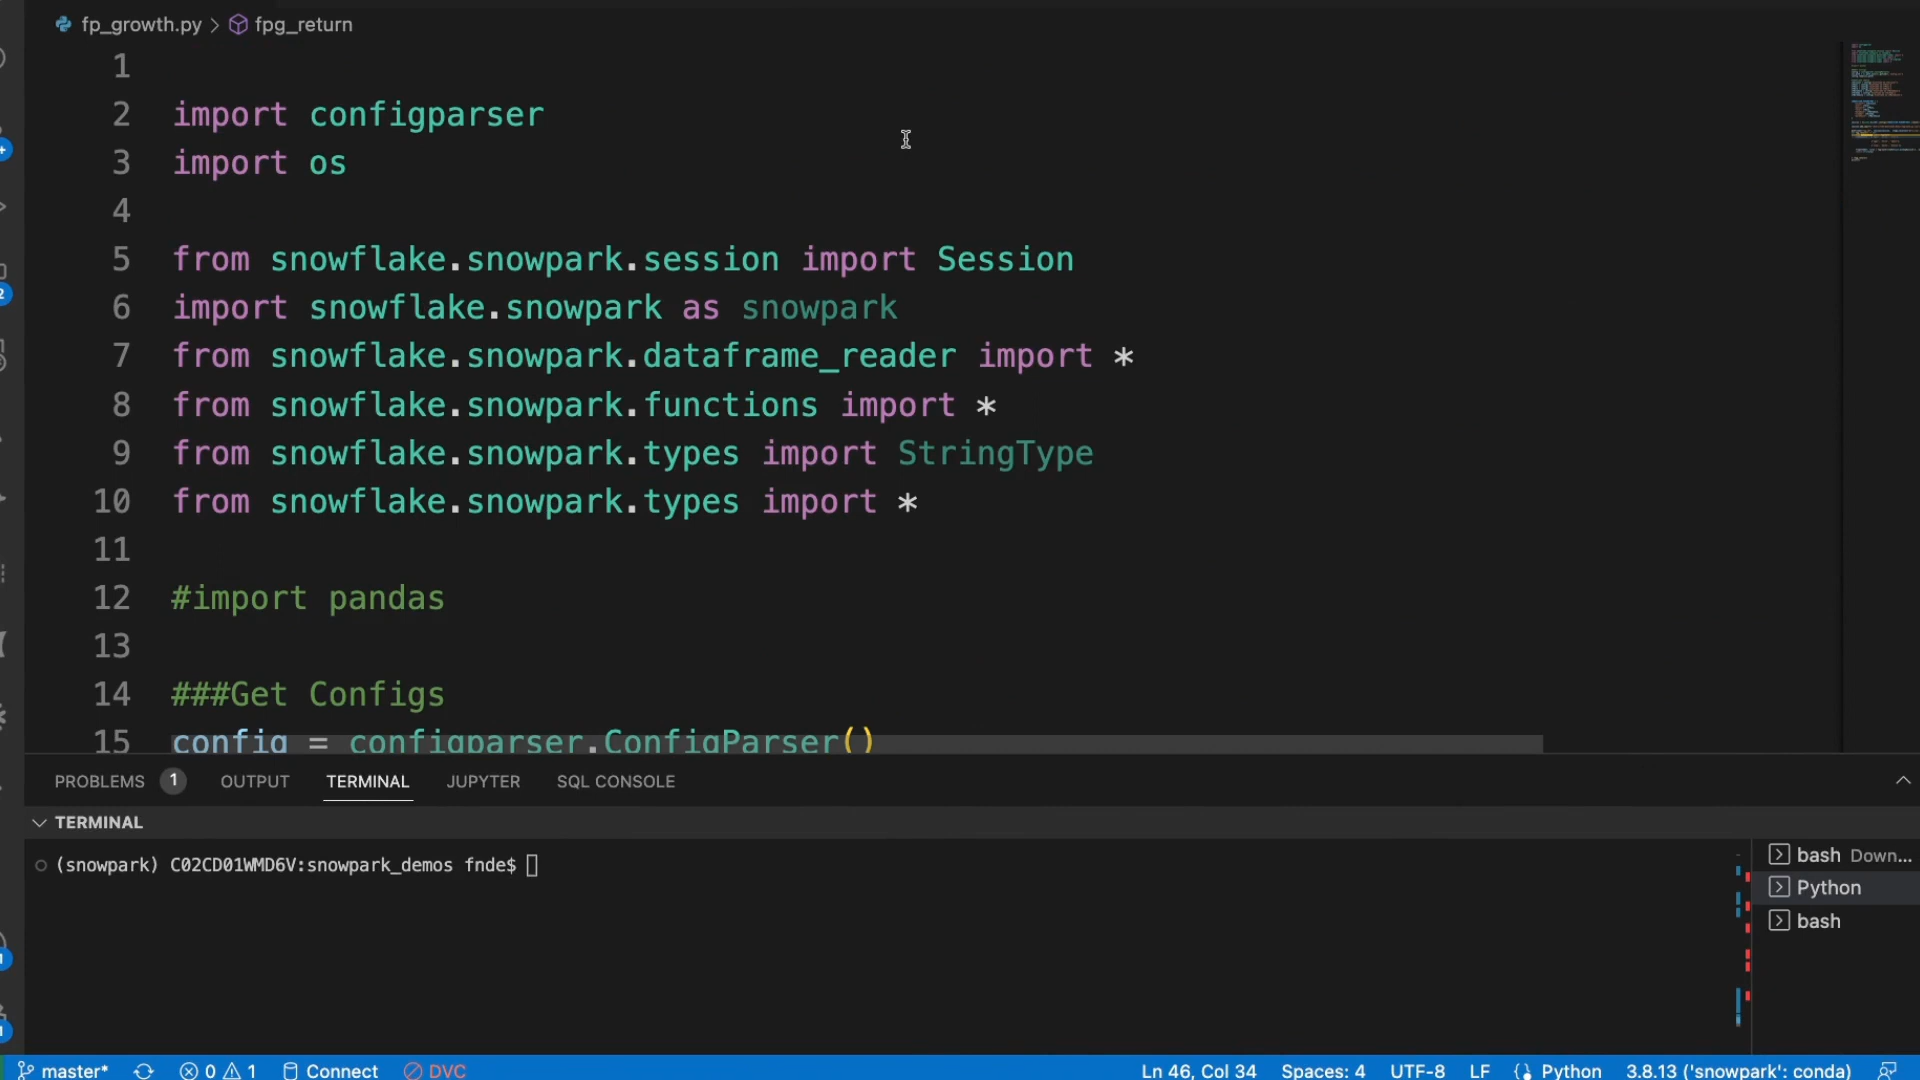 fp_growth.py > fpg_return
1
2 import configparser
3 import os
4
5 from snowflake.snowpark.session import Session
6 import snowflake.snowpark as snowpark
7 from snowflake.snowpark.dataframe_reader import *
8 from snowflake.snowpark.functions import *
9 from snowflake.snowpark.types import StringType
10 from snowflake.snowpark.types import *
11
12 #import pandas
13
14 ###Get Configs
15 config = configparser.ConfigParser()
PROBLEMS 1 OUTPUT TERMINAL JUPYTER SQL CONSOLE
TERMINAL
(snowpark) C02CD01WMD6V:snowpark_demos fnde$
bash Down...
Python
bash
master* 0 1 Connect DVC Ln 46, Col 34 Spaces: 4 UTF-8 LF Python 3.8.13 ('snowpark': conda)